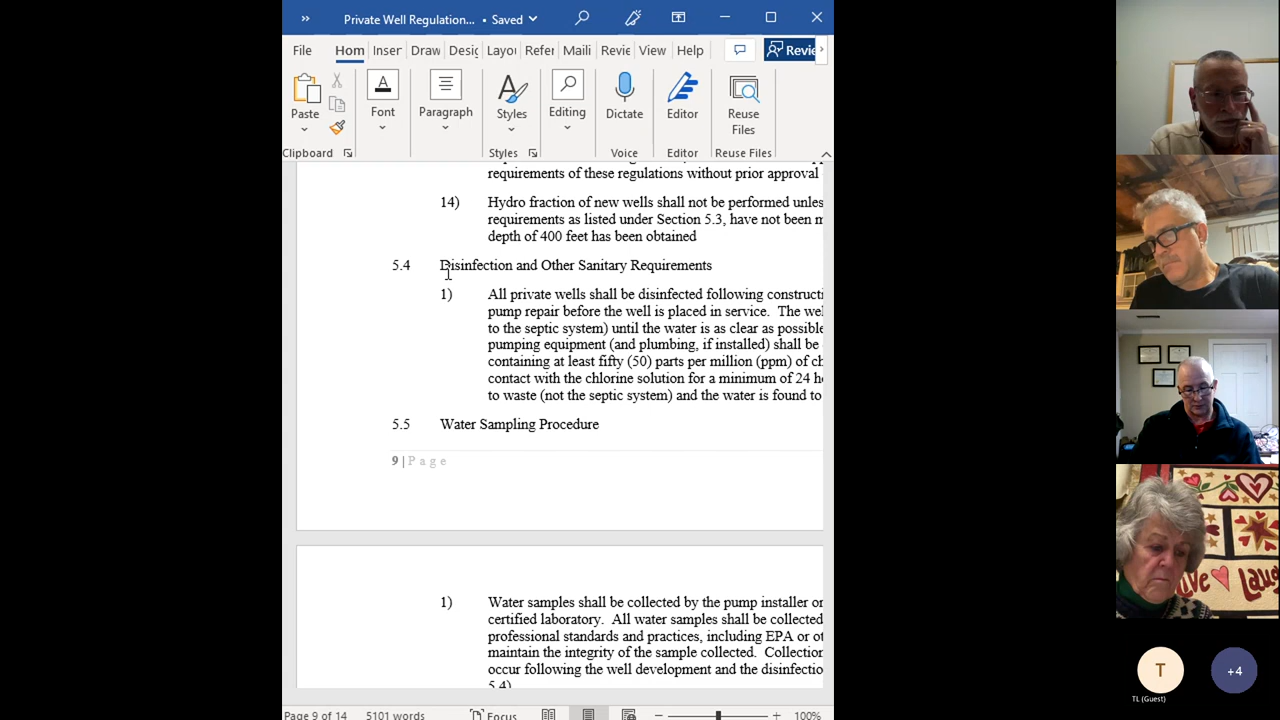 Private Well Regulation... • Saved
File Hom Inser Draw Desig Layou Refer Maili Revie View Help Revie
Paste Font Paragraph Styles Editing Dictate Editor Reuse Files
Clipboard Styles Voice Editor Reuse Files
requirements of these regulations without prior approval
14) Hydro fraction of new wells shall not be performed unles
requirements as listed under Section 5.3, have not been m
depth of 400 feet has been obtained
5.4 Disinfection and Other Sanitary Requirements
1) All private wells shall be disinfected following constructi
pump repair before the well is placed in service. The wel
to the septic system) until the water is as clear as possible
pumping equipment (and plumbing, if installed) shall be
containing at least fifty (50) parts per million (ppm) of ch
contact with the chlorine solution for a minimum of 24 h
to waste (not the septic system) and the water is found to
5.5 Water Sampling Procedure
9 | Page
1) Water samples shall be collected by the pump installer or
certified laboratory. All water samples shall be collected
professional standards and practices, including EPA or ot
maintain the integrity of the sample collected. Collection
occur following the well development and the disinfectio
5.4)
Page 9 of 14 5101 words Focus 100%
T +4
TL (Guest)